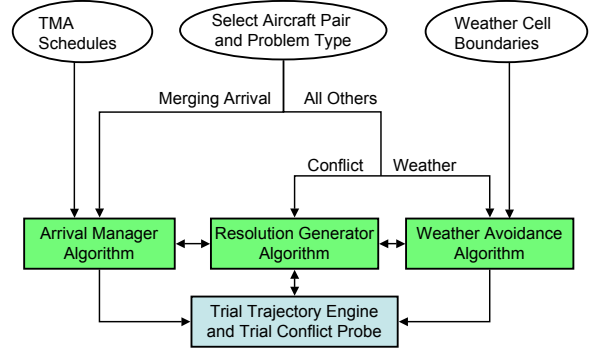 TMA
Schedules
Select Aircraft Pair
and Problem Type
Weather Cell
Boundaries
Merging Arrival
All Others
Conflict
Weather
Arrival Manager
Algorithm
Resolution Generator
Algorithm
Weather Avoidance
Algorithm
Trial Trajectory Engine
and Trial Conflict Probe